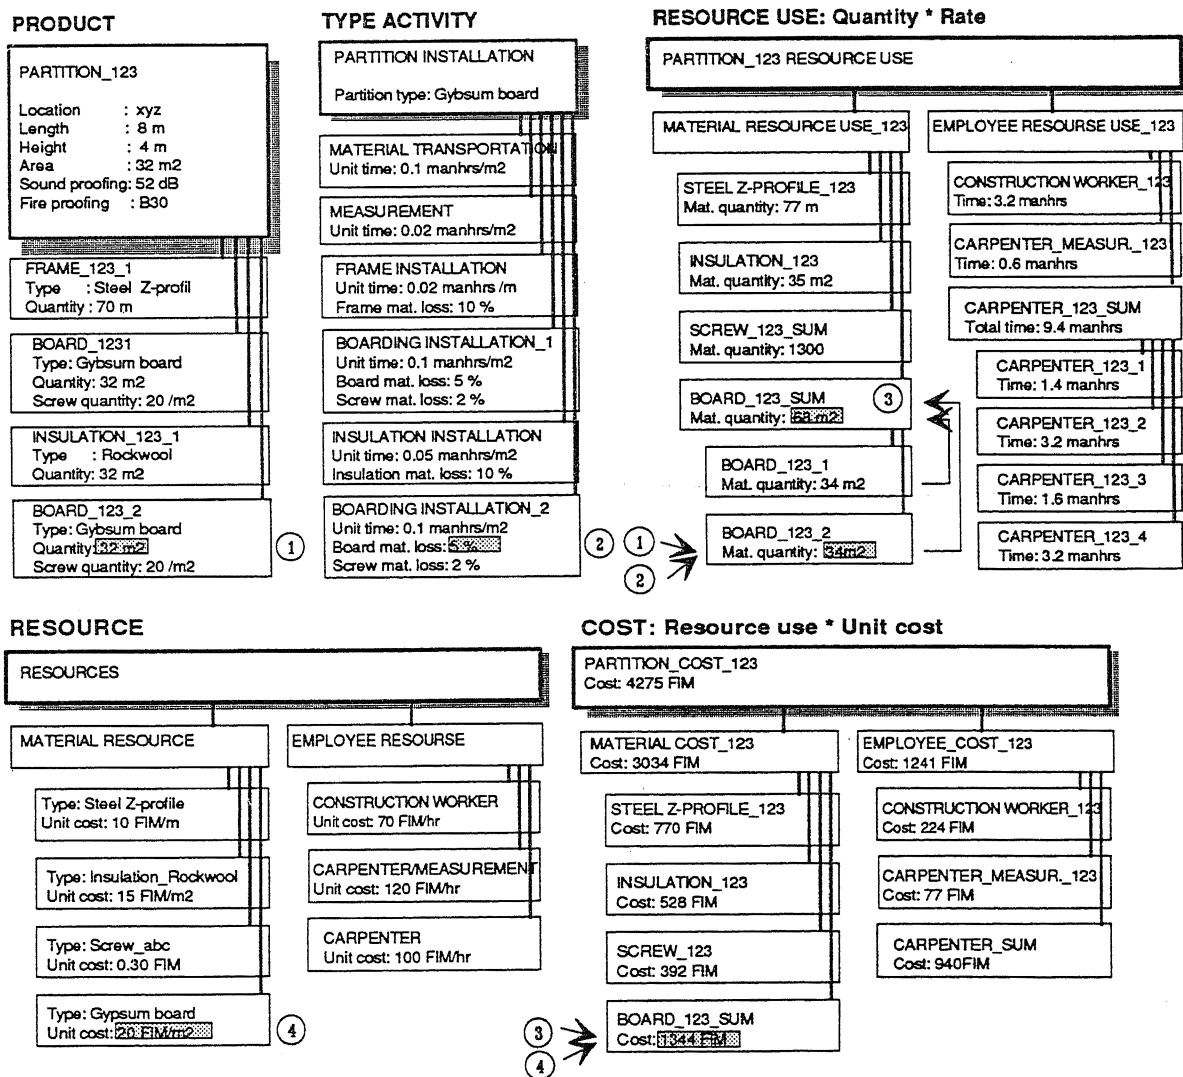 PRODUCT
PARTITION_123
Location : xyz
Length : 8 m
Height : 4 m
Area : 32 m2
Sound proofing: 52 dB
Fire proofing : B30
FRAME_123_1
Type : Steel Z-profil
Quantity : 70 m
BOARD_1231
Type: Gybsum board
Quantity: 32 m2
Screw quantity: 20 /m2
INSULATION_123_1
Type : Rockwool
Quantity: 32 m2
BOARD_123_2
Type: Gybsum board
Quantity: 32 m2
Screw quantity: 20 /m2
1
TYPE ACTIVITY
PARTITION INSTALLATION
Partition type: Gybsum board
MATERIAL TRANSPORTATION
Unit time: 0.1 manhrs/m2
MEASUREMENT
Unit time: 0.02 manhrs/m2
FRAME INSTALLATION
Unit time: 0.02 manhrs /m
Frame mat. loss: 10 %
BOARDING INSTALLATION_1
Unit time: 0.1 manhrs/m2
Board mat. loss: 5 %
Screw mat. loss: 2 %
INSULATION INSTALLATION
Unit time: 0.05 manhrs/m2
Insulation mat. loss: 10 %
BOARDING INSTALLATION_2
Unit time: 0.1 manhrs/m2
Board mat. loss: 5 %
Screw mat. loss: 2 %
2
RESOURCE USE: Quantity * Rate
PARTITION_123 RESOURCE USE
MATERIAL RESOURCE USE_123
STEEL Z-PROFILE_123
Mat. quantity: 77 m
INSULATION_123
Mat. quantity: 35 m2
SCREW_123_SUM
Mat. quantity: 1300
BOARD_123_SUM
Mat. quantity: 68 m2
3
BOARD_123_1
Mat. quantity: 34 m2
BOARD_123_2
Mat. quantity: 34m2
1
2
EMPLOYEE RESOURSE USE_123
CONSTRUCTION WORKER_123
Time: 3.2 manhrs
CARPENTER_MEASUR._123
Time: 0.6 manhrs
CARPENTER_123_SUM
Total time: 9.4 manhrs
CARPENTER_123_1
Time: 1.4 manhrs
CARPENTER_123_2
Time: 3.2 manhrs
CARPENTER_123_3
Time: 1.6 manhrs
CARPENTER_123_4
Time: 3.2 manhrs
RESOURCE
RESOURCES
MATERIAL RESOURCE
Type: Steel Z-profile
Unit cost: 10 FIM/m
Type: Insulation_Rockwool
Unit cost: 15 FIM/m2
Type: Screw_abc
Unit cost: 0.30 FIM
Type: Gypsum board
Unit cost: 20 FIM/m2
4
EMPLOYEE RESOURSE
CONSTRUCTION WORKER
Unit cost: 70 FIM/hr
CARPENTER/MEASUREMENT
Unit cost: 120 FIM/hr
CARPENTER
Unit cost: 100 FIM/hr
COST: Resource use * Unit cost
PARTITION_COST_123
Cost: 4275 FIM
MATERIAL COST_123
Cost: 3034 FIM
STEEL Z-PROFILE_123
Cost: 770 FIM
INSULATION_123
Cost: 528 FIM
SCREW_123
Cost: 392 FIM
BOARD_123_SUM
Cost: 1344 FIM
3
4
EMPLOYEE_COST_123
Cost: 1241 FIM
CONSTRUCTION WORKER_123
Cost: 224 FIM
CARPENTER_MEASUR._123
Cost: 77 FIM
CARPENTER_SUM
Cost: 940FIM